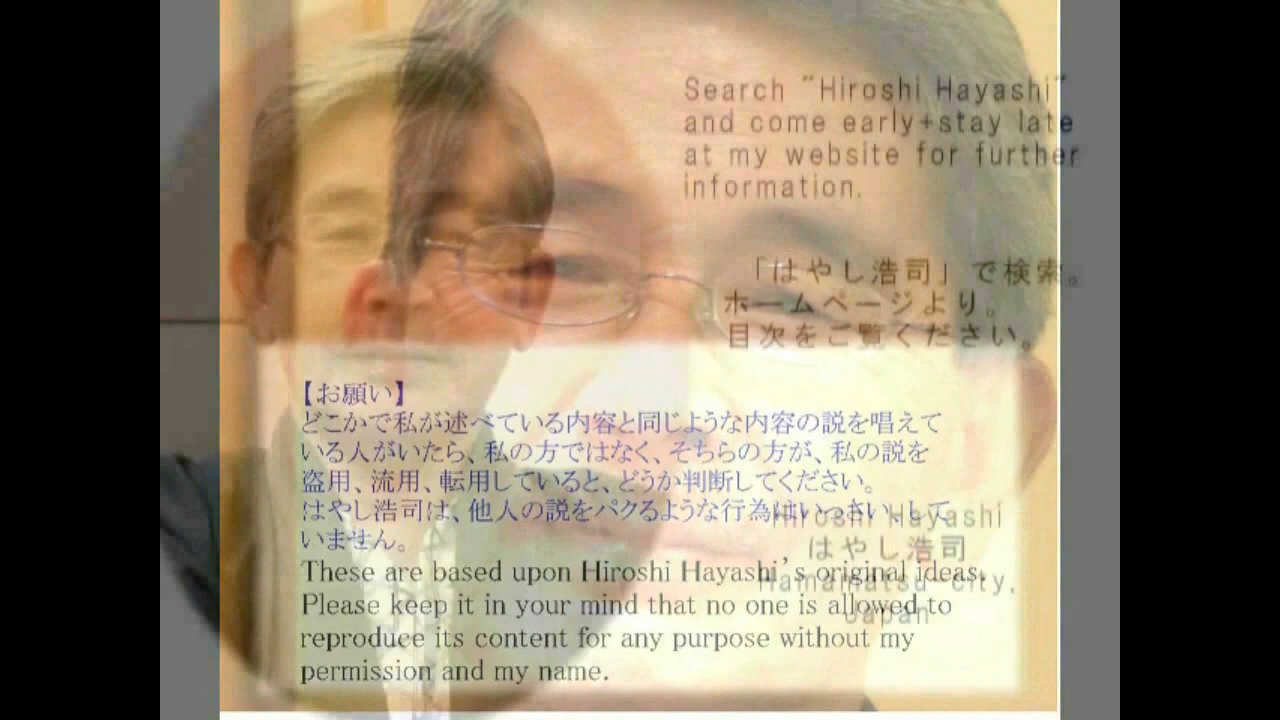 Search "Hiroshi Hayashi"
and come early+stay late
at my website for further
information.
「はやし浩司」で検索。
ホームページより。
目次をご覧ください。
【お願い】
どこかで私が述べている内容と同じような内容の説を唱えて
いる人がいたら、私の方ではなく、そちらの方が、私の説を
盗用、流用、転用していると、どうか判断してください。
はやし浩司は、他人の説をパクるような行為はいっさい、して
いません。
These are based upon Hiroshi Hayashi's original ideas.
Please keep it in your mind that no one is allowed to
reproduce its content for any purpose without my
permission and my name.
Hiroshi Hayashi
はやし浩司
Hamamatsu-city,
Japan